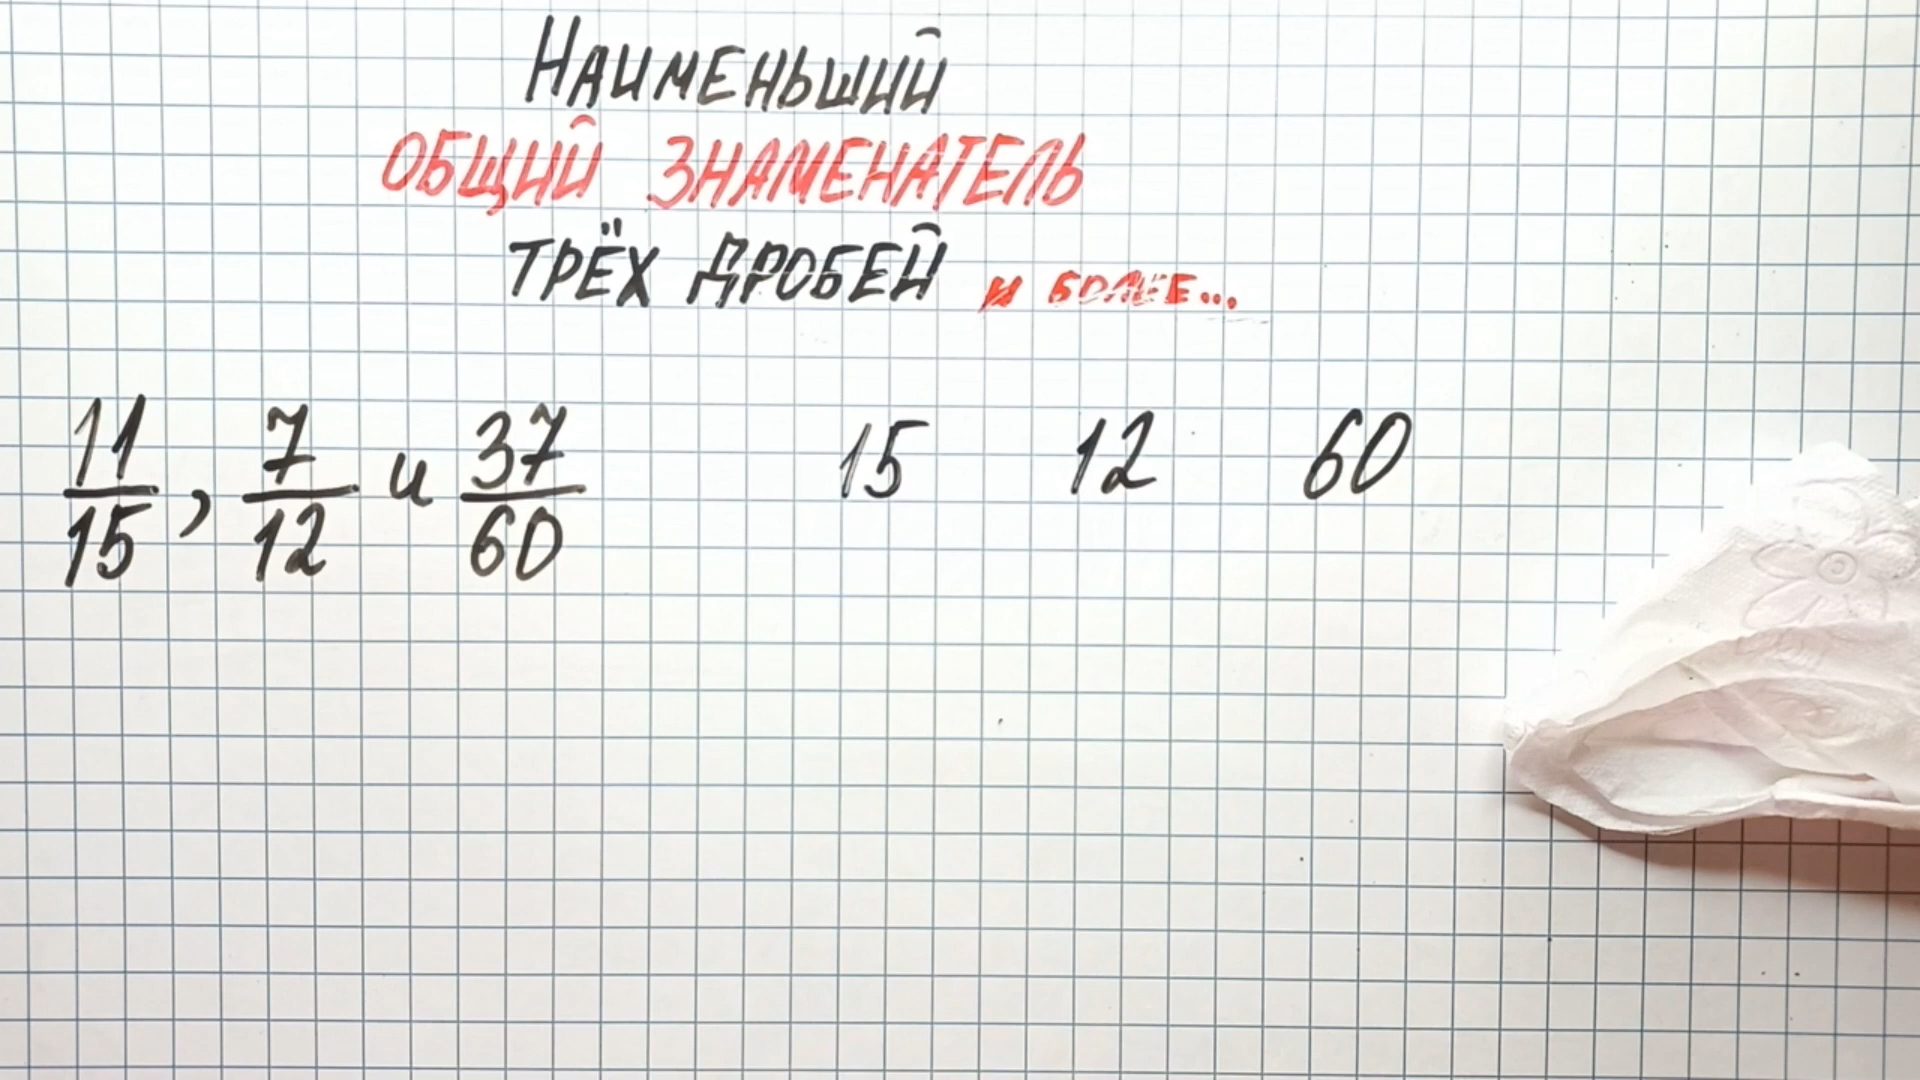 НАИМЕНЬШИЙ
ОБЩИЙ ЗНАМЕНАТЕЛЬ
ТРЁХ ДРОБЕЙ И БОЛЕЕ...
11/15, 7/12 и 37/60 15 12 60